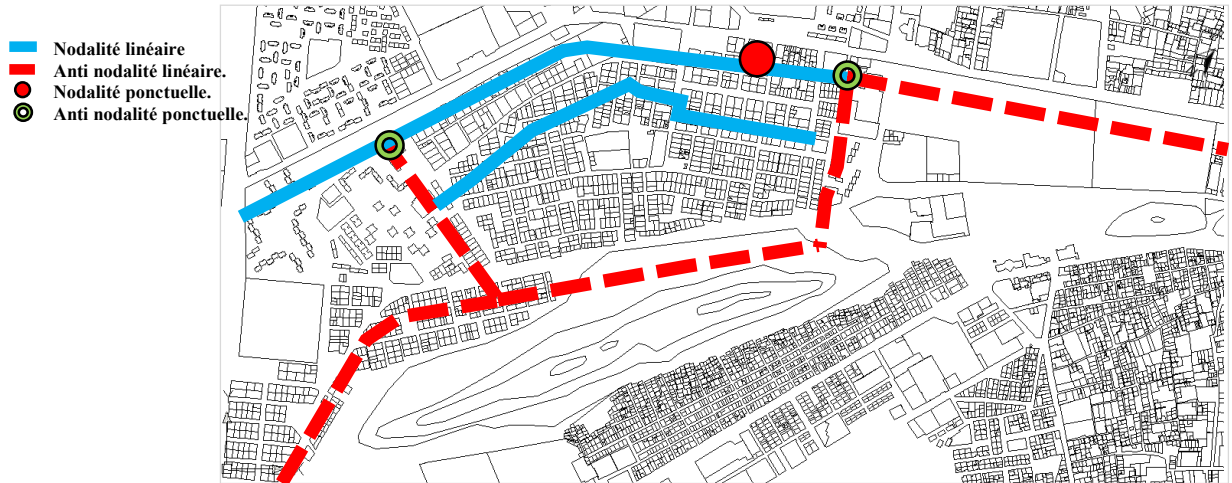 Nodalité linéaire
Anti nodalité linéaire.
Nodalité ponctuelle.
Anti nodalité ponctuelle.